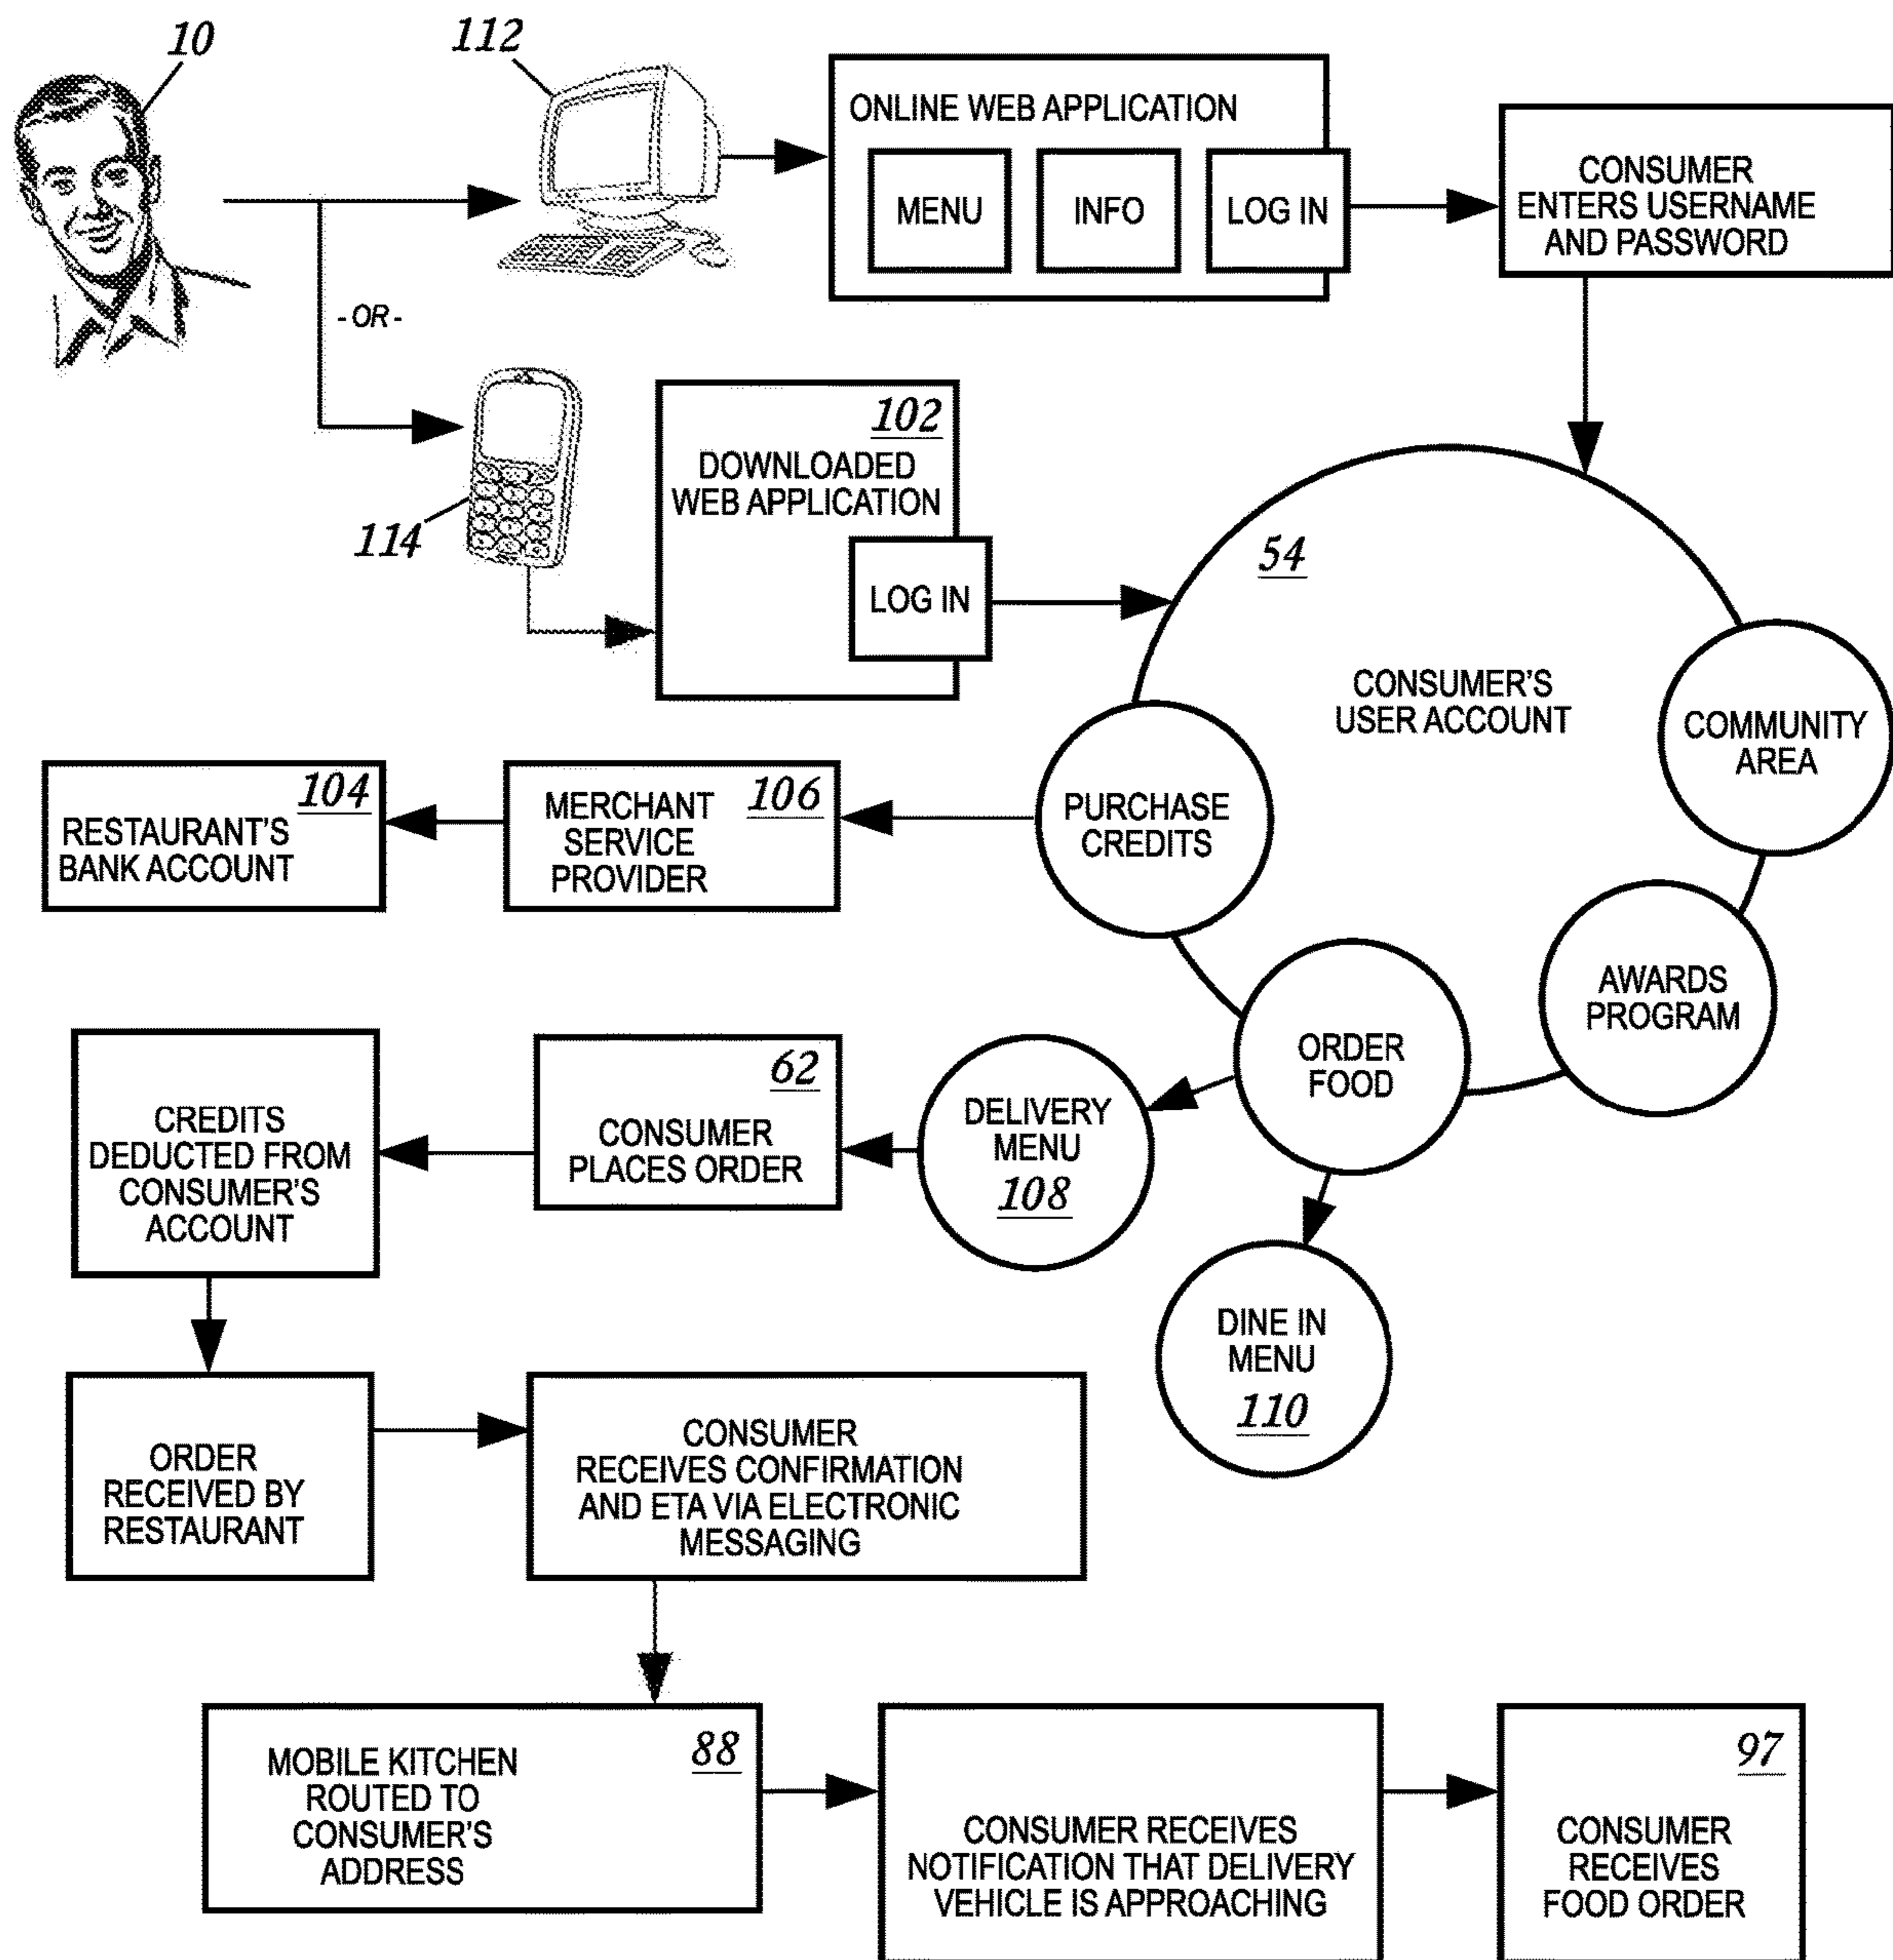 10
112
ONLINE WEB APPLICATION
MENU
INFO
LOG IN
CONSUMER
ENTERS USERNAME
AND PASSWORD
- OR -
114
102
DOWNLOADED
WEB APPLICATION
LOG IN
54
CONSUMER'S
USER ACCOUNT
COMMUNITY
AREA
PURCHASE
CREDITS
106
MERCHANT
SERVICE
PROVIDER
104
RESTAURANT'S
BANK ACCOUNT
AWARDS
PROGRAM
ORDER
FOOD
DELIVERY
MENU
108
DINE IN
MENU
110
62
CONSUMER
PLACES ORDER
CREDITS
DEDUCTED FROM
CONSUMER'S
ACCOUNT
ORDER
RECEIVED BY
RESTAURANT
CONSUMER
RECEIVES CONFIRMATION
AND ETA VIA ELECTRONIC
MESSAGING
88
MOBILE KITCHEN
ROUTED TO
CONSUMER'S
ADDRESS
CONSUMER RECEIVES
NOTIFICATION THAT DELIVERY
VEHICLE IS APPROACHING
97
CONSUMER
RECEIVES
FOOD ORDER